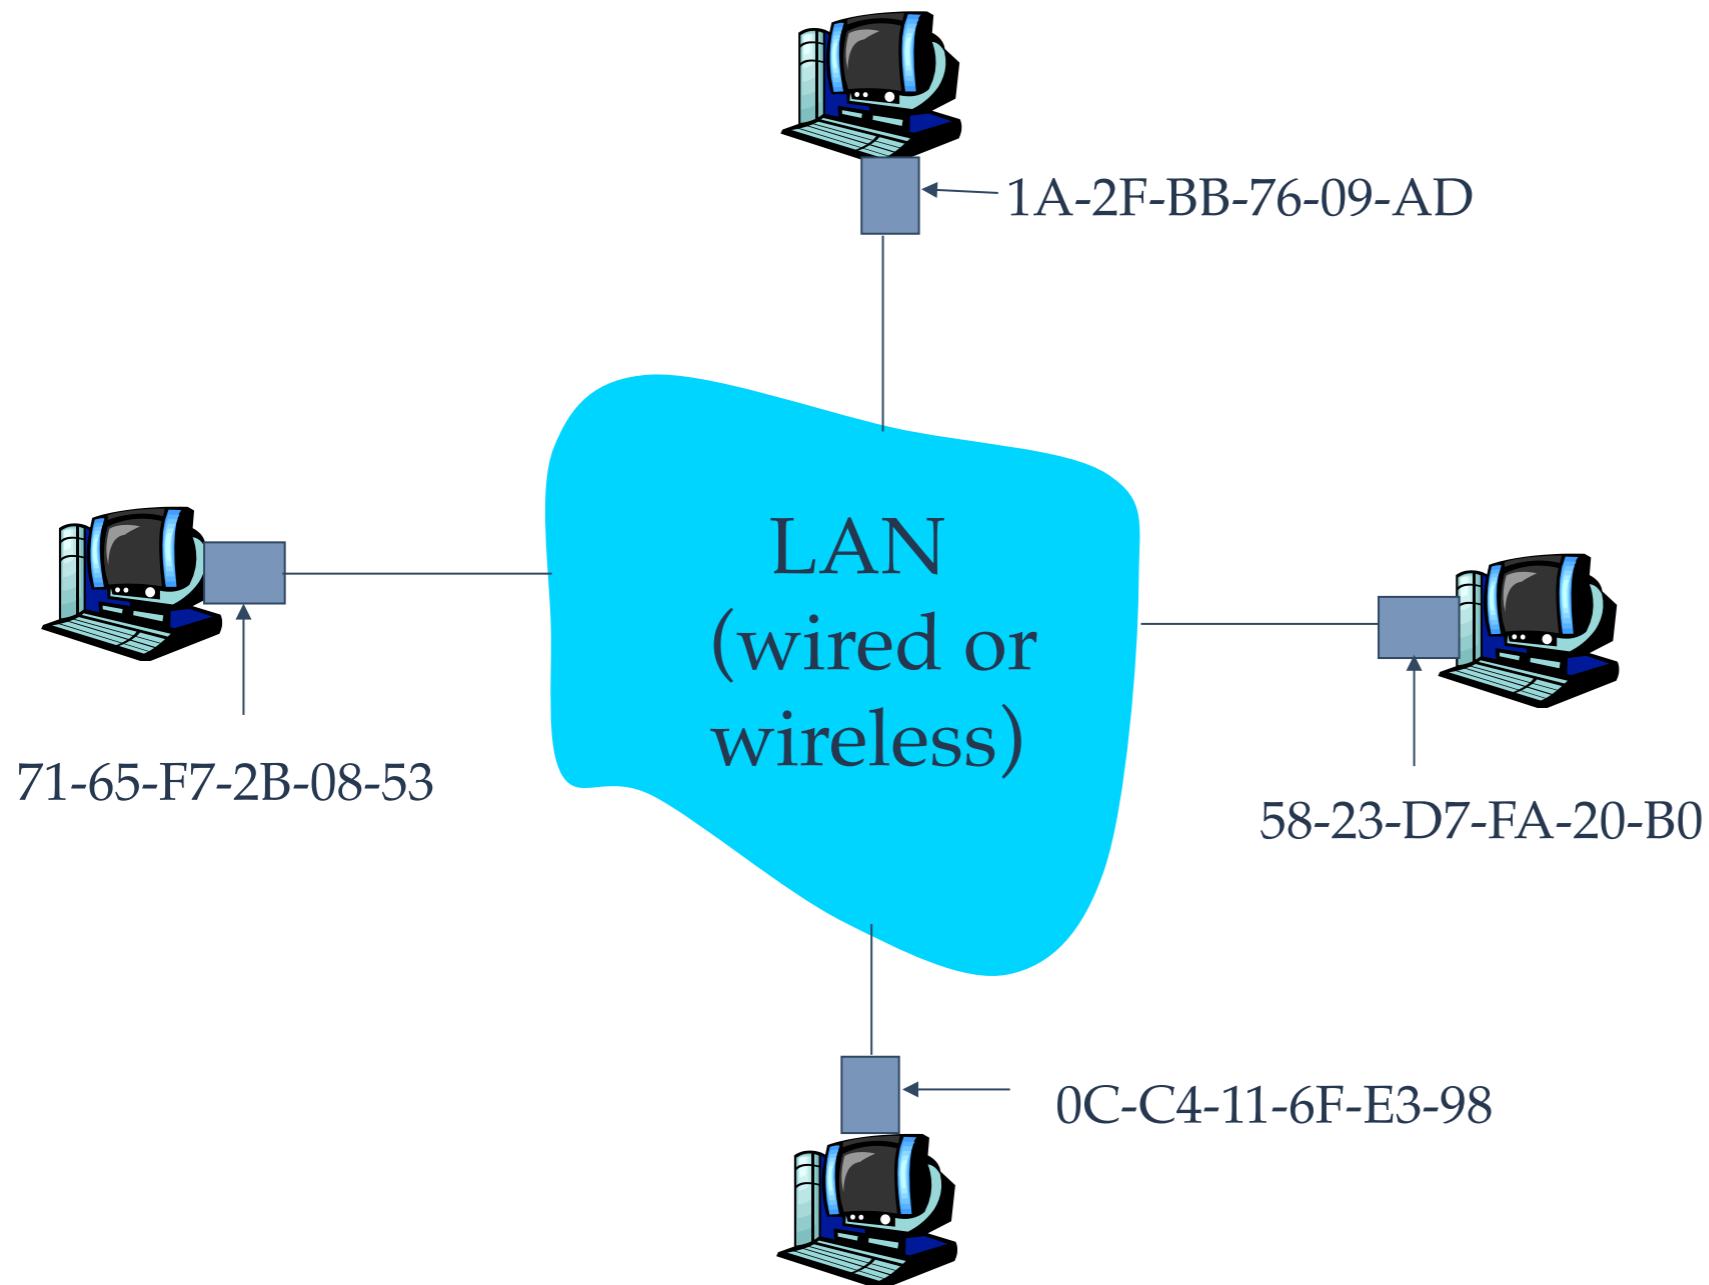 1A-2F-BB-76-09-AD
LAN
(wired or
wireless)
71-65-F7-2B-08-53
58-23-D7-FA-20-B0
0C-C4-11-6F-E3-98